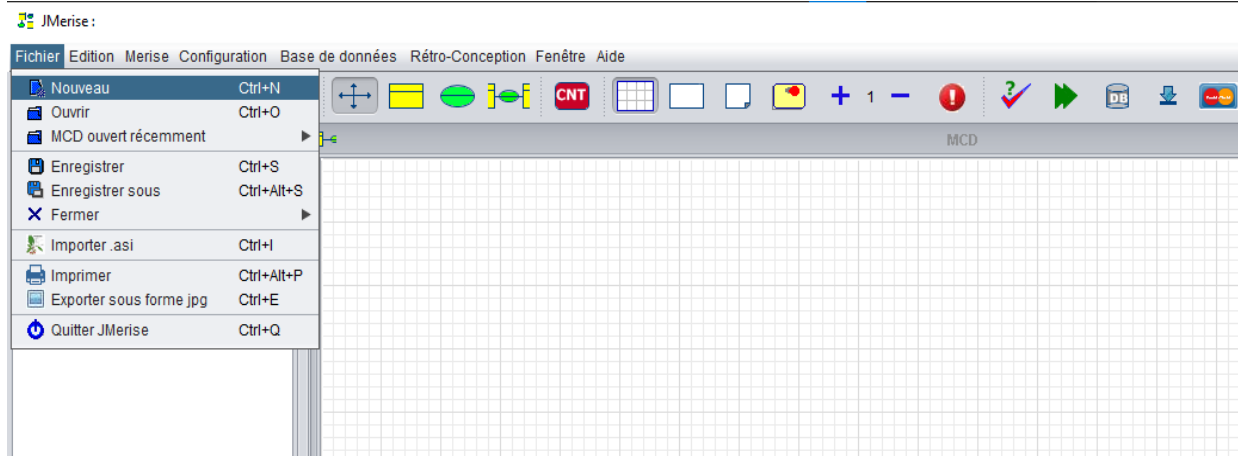 JMerise :
Fichier Edition Merise Configuration Base de données Rétro-Conception Fenêtre Aide
Nouveau Ctrl+N
Ouvrir Ctrl+O
MCD ouvert récemment
Enregistrer Ctrl+S
Enregistrer sous Ctrl+Alt+S
Fermer
Importer .asi Ctrl+I
Imprimer Ctrl+Alt+P
Exporter sous forme jpg Ctrl+E
Quitter JMerise Ctrl+Q
CNT 1 DB
MCD